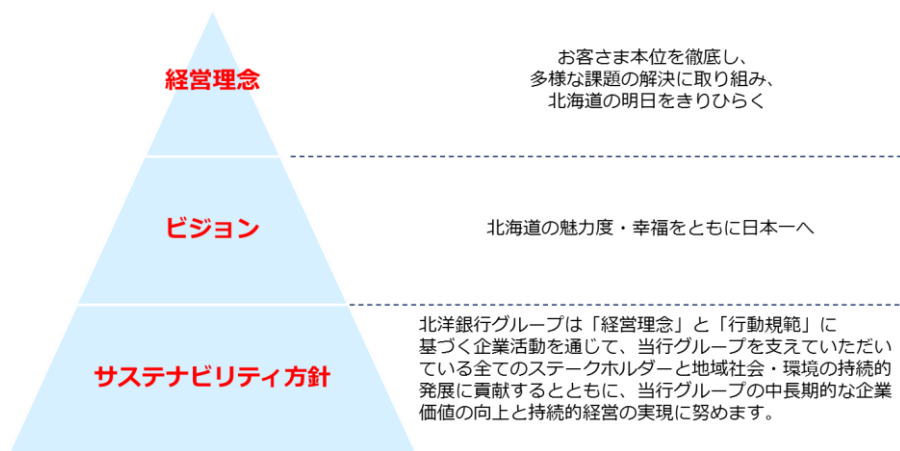 経営理念
お客さま本位を徹底し、
多様な課題の解決に取り組み、
北海道の明日をきりひらく
ビジョン
北海道の魅力度・幸福をともに日本一へ
サステナビリティ方針
北洋銀行グループは「経営理念」と「行動規範」に
基づく企業活動を通じて、当行グループを支えていただい
ている全てのステークホルダーと地域社会・環境の持続的
発展に貢献するとともに、当行グループの中長期的な企業
価値の向上と持続的経営の実現に努めます。